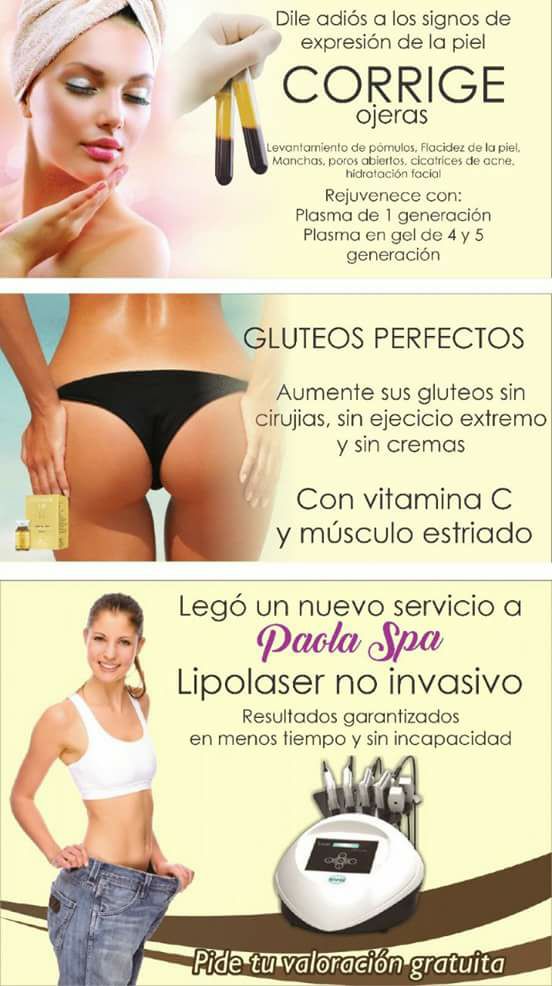 Dile adiós a los signos de
expresión de la piel
CORRIGE
ojeras
Levantamiento de pómulos, Flacidez de la piel,
Manchas, poros abiertos, cicatrices de acne,
hidratación facial
Rejuvenece con:
Plasma de 1 generación
Plasma en gel de 4 y 5
generación
GLUTEOS PERFECTOS
Aumente sus gluteos sin
cirujias, sin ejecicio extremo
y sin cremas
Con vitamina C
y músculo estriado
Legó un nuevo servicio a
Paola Spa
Lipolaser no invasivo
Resultados garantizados
en menos tiempo y sin incapacidad
Pide tu valoración gratuita